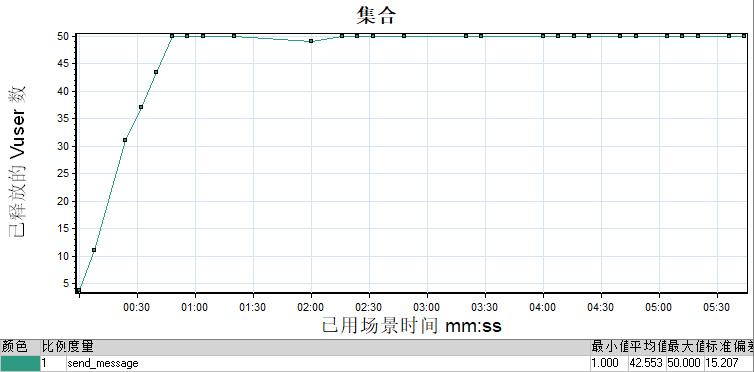 集合
已释放的 Vuser 数
50
45
40
35
30
25
20
15
10
5
00:30 01:00 01:30 02:00 02:30 03:00 03:30 04:00 04:30 05:00 05:30
已用场景时间 mm:ss
颜色 比例 度量 最小值 平均值 最大值 标准偏差
1 send_message 1.000 42.553 50.000 15.207